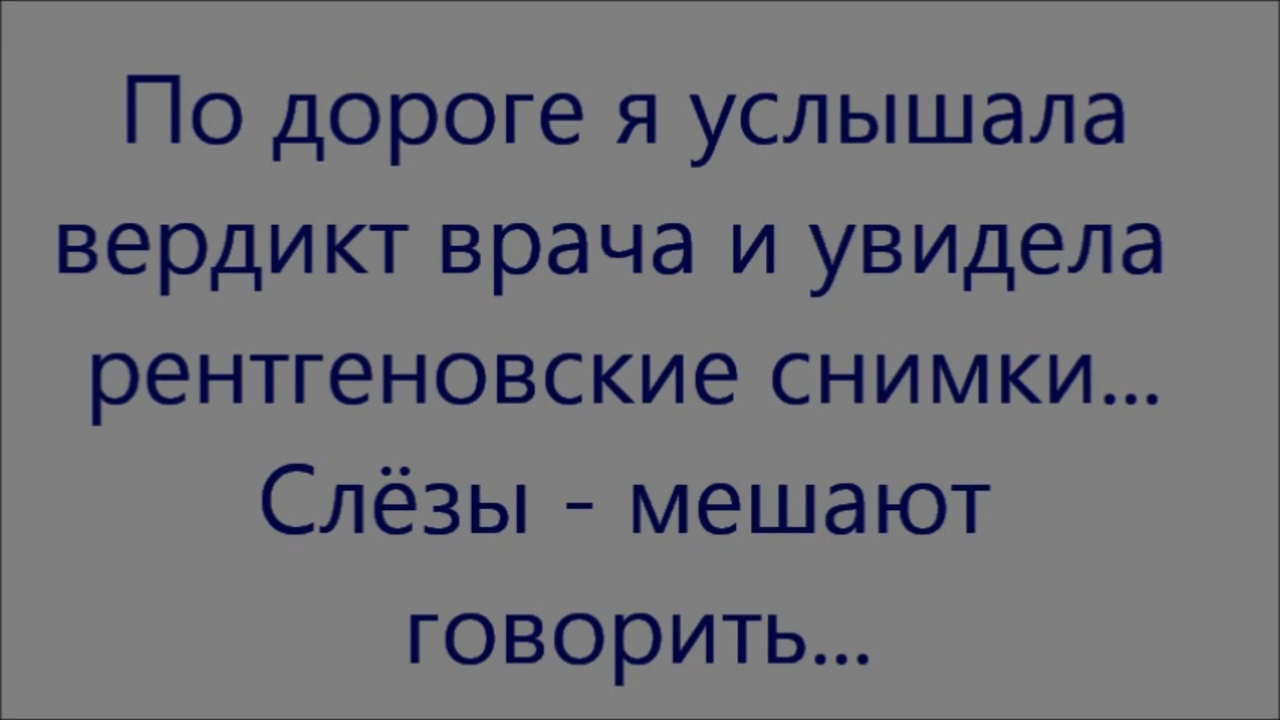 По дороге я услышала
вердикт врача и увидела
рентгеновские снимки...
Слёзы - мешают
говорить...